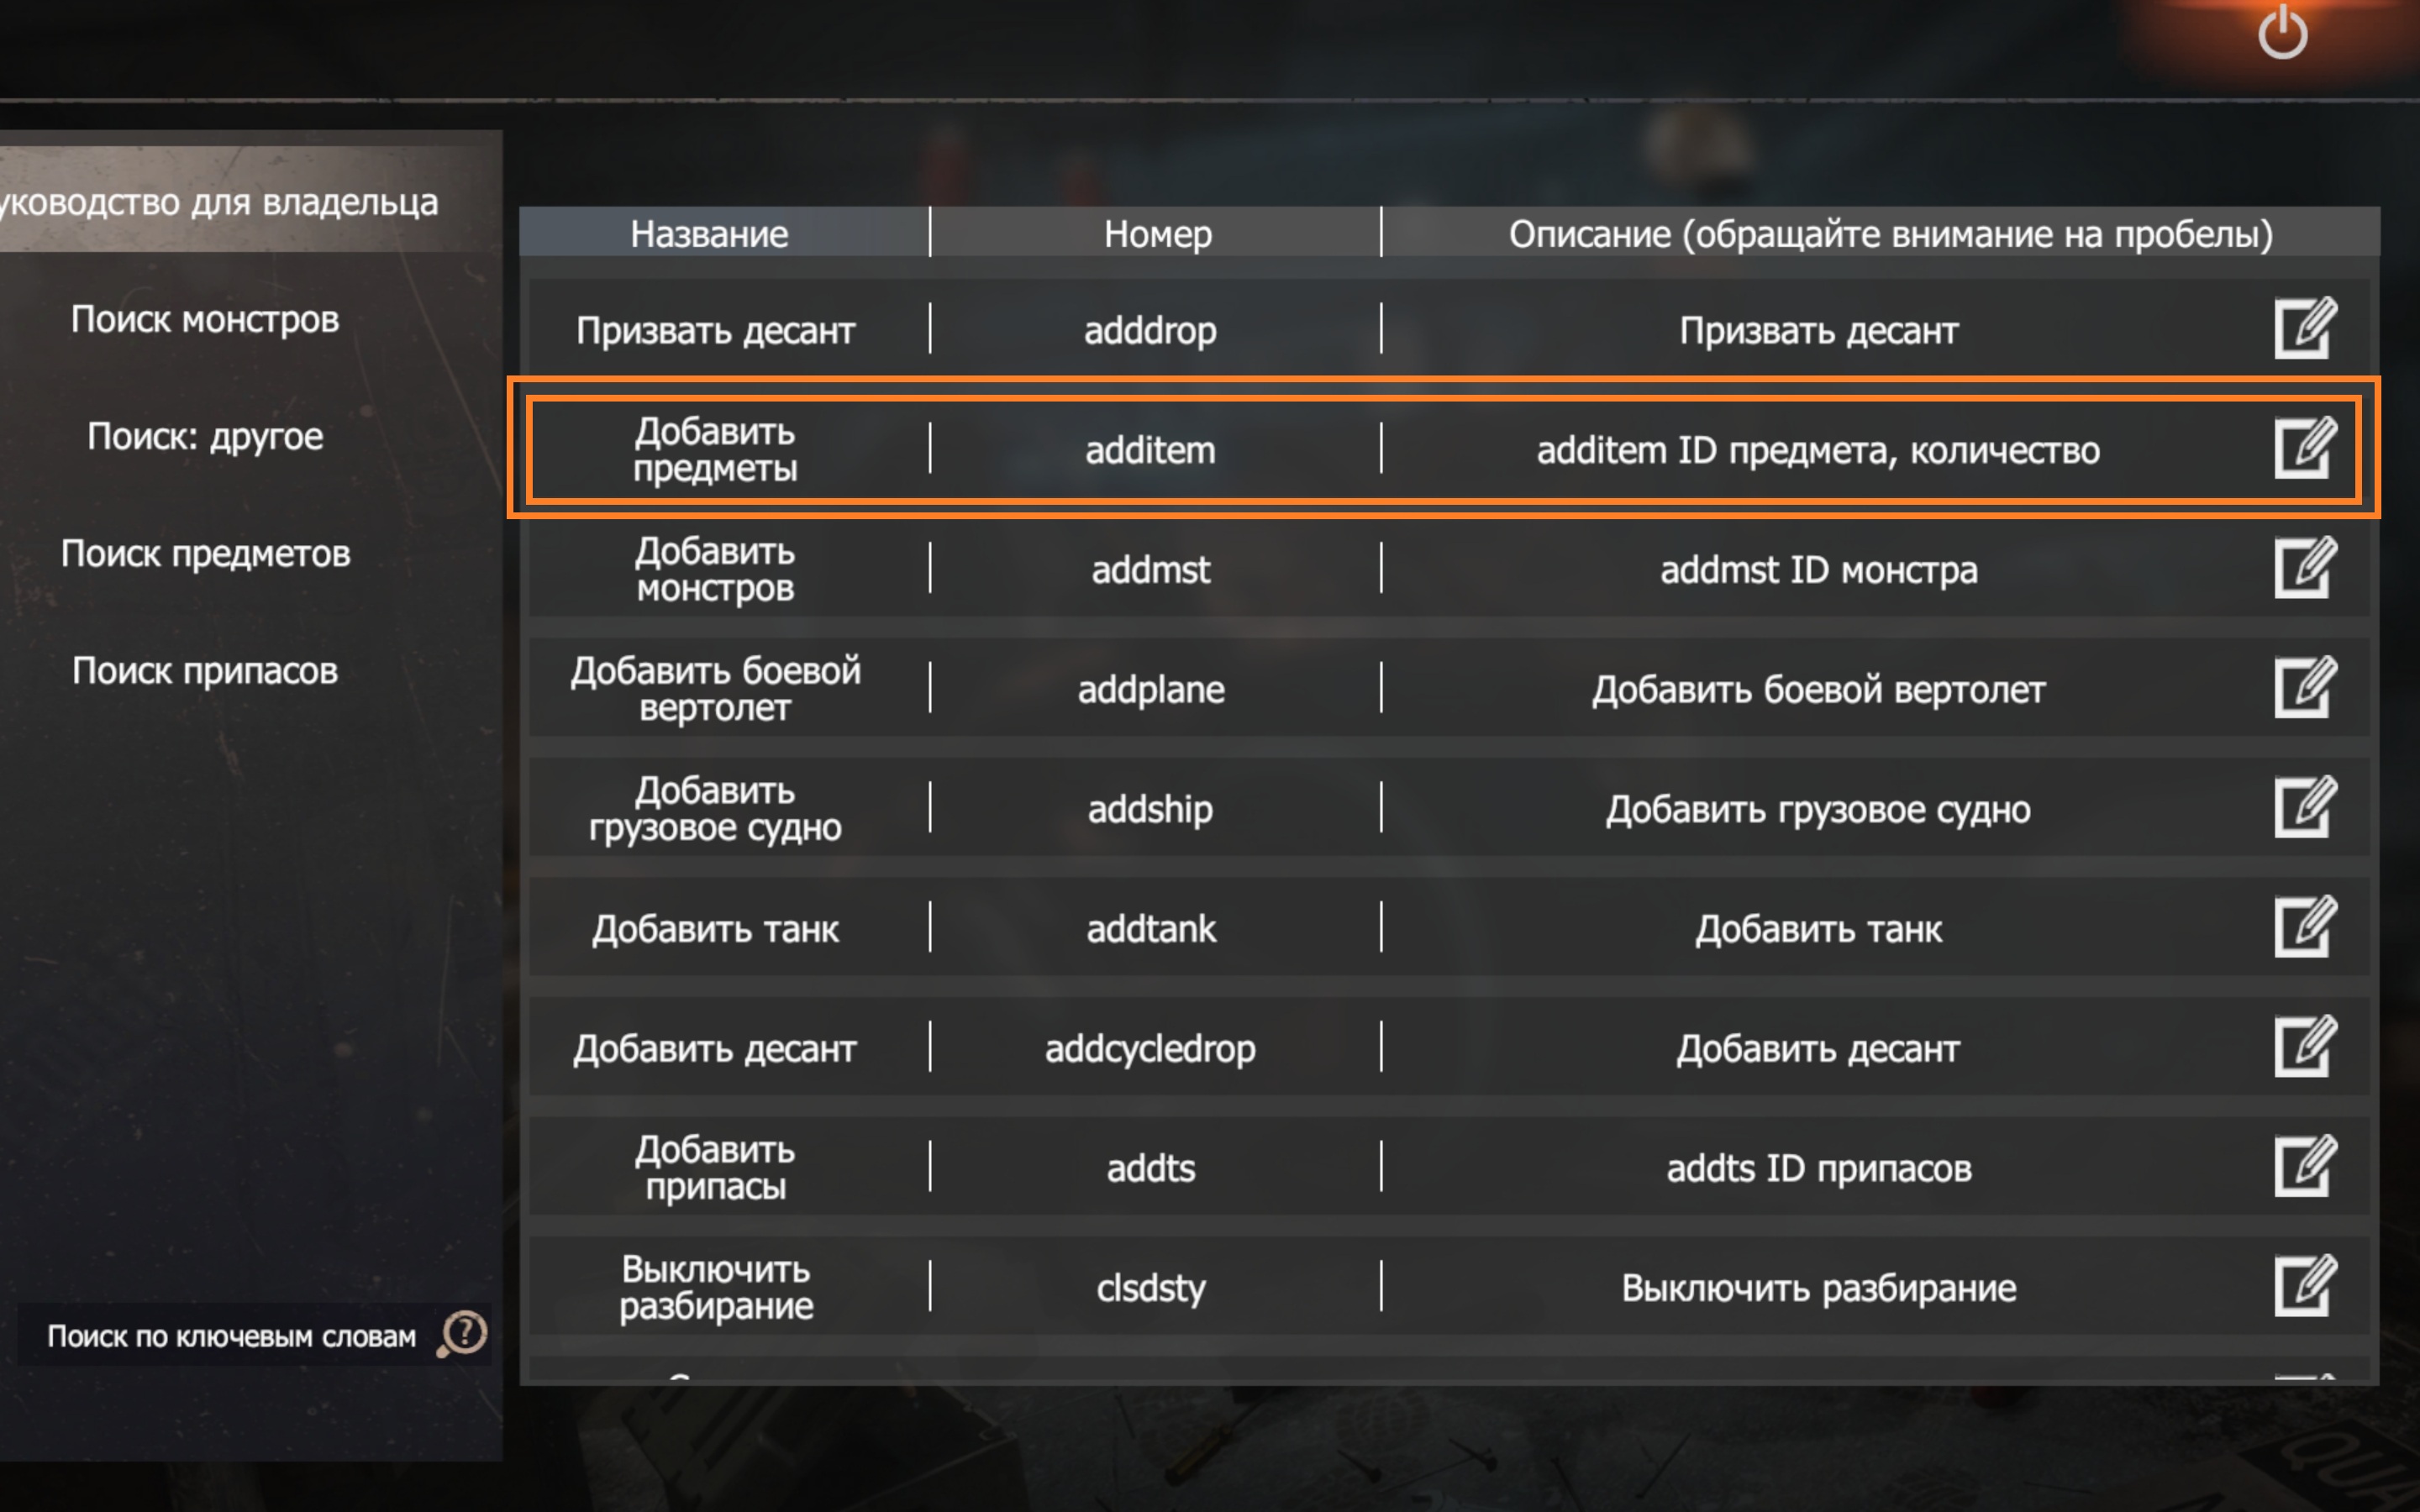 уководство для владельца
Поиск монстров
Поиск: другое
Поиск предметов
Поиск припасов
Поиск по ключевым словам
Название Номер Описание (обращайте внимание на пробелы)
Призвать десант adddrop Призвать десант
Добавить
предметы
additem additem ID предмета, количество
Добавить
монстров
addmst addmst ID монстра
Добавить боевой
вертолет
addplane Добавить боевой вертолет
Добавить
грузовое судно
addship Добавить грузовое судно
Добавить танк addtank Добавить танк
Добавить десант addcycledrop Добавить десант
Добавить
припасы
addts addts ID припасов
Выключить
разбирание
clsdsty Выключить разбирание
QUA